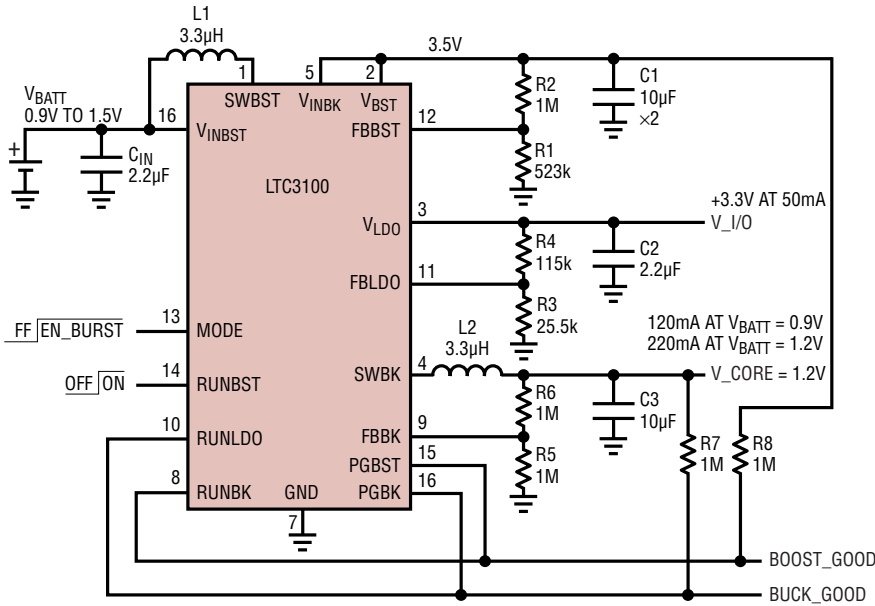 L1
3.3µH
3.5V
1
5
2
SWBST
VINBK
VBST
VBATT
0.9V TO 1.5V
16
VINBST
+
CIN
2.2µF
LTC3100
FBBST
12
R2
1M
R1
523k
C1
10µF
×2
VLDO
3
+3.3V AT 50mA
V_I/O
R4
115k
C2
2.2µF
FBLDO
11
R3
25.5k
FF
EN_BURST
13
MODE
L2
3.3µH
120mA AT VBATT = 0.9V
220mA AT VBATT = 1.2V
OFF
ON
14
RUNBST
SWBK
4
V_CORE = 1.2V
R6
1M
C3
10µF
10
RUNLDO
FBBK
9
R5
1M
R7
1M
R8
1M
PGBST
15
8
RUNBK
GND
7
PGBK
16
BOOST_GOOD
BUCK_GOOD